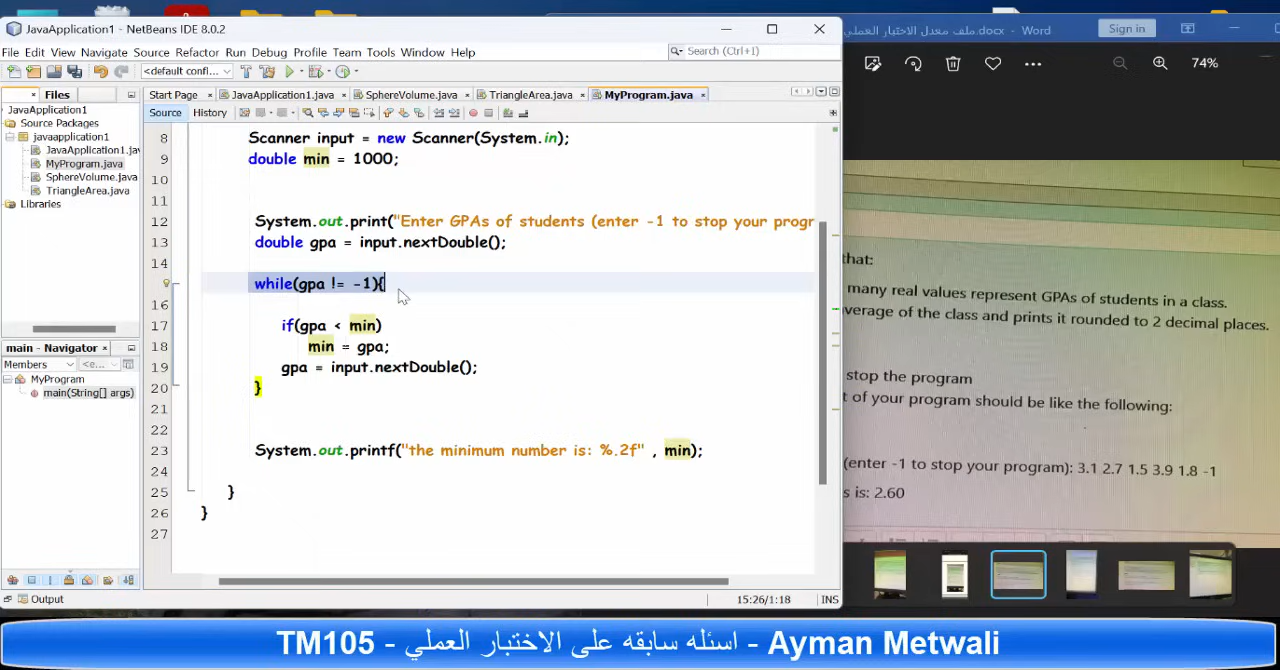 JavaApplication1 - NetBeans IDE 8.0.2
ملف معدل الاختبار العملي.docx - Word
Sign in
File Edit View Navigate Source Refactor Run Debug Profile Team Tools Window Help
Search (Ctrl+I)
<default confl...
74%
Files
Start Page
JavaApplication1.java
SphereVolume.java
TriangleArea.java
MyProgram.java
JavaApplication1
Source Packages
javaapplication1
JavaApplication1.jav
MyProgram.java
SphereVolume.java
TriangleArea.java
Libraries
Source History
8 Scanner input = new Scanner(System.in);
9 double min = 1000;
10
11
12 System.out.print("Enter GPAs of students (enter -1 to stop your progr
13 double gpa = input.nextDouble();
14
while(gpa != -1){
16
17 if(gpa < min)
18 min = gpa;
19 gpa = input.nextDouble();
20 }
21
22
23 System.out.printf("the minimum number is: %.2f" , min);
24
25 }
26 }
27
main - Navigator
Members
<e...
MyProgram
main(String[] args)
Output
15:26/1:18
INS
that:
many real values represent GPAs of students in a class.
verage of the class and prints it rounded to 2 decimal places.
stop the program
t of your program should be like the following:
(enter -1 to stop your program): 3.1 2.7 1.5 3.9 1.8 -1
s is: 2.60
TM105 - اسئله سابقه على الاختبار العملي - Ayman Metwali